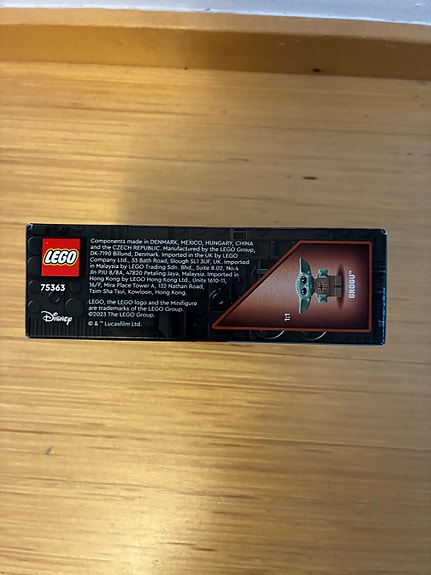 LEGO
75363
Disney
Components made in DENMARK, MEXICO, HUNGARY, CHINA
and the CZECH REPUBLIC. Manufactured by the LEGO Group,
DK-7190 Billund, Denmark. Imported in the UK by LEGO
Company Ltd., 33 Bath Road, Slough SL1 3UF, UK. Imported
in Malaysia by LEGO Trading Sdn. Bhd., Suite 8.02, No.4
Jln PJU 8/8A, 47820 Petaling Jaya, Malaysia. Imported in
Hong Kong by LEGO Hong Kong Ltd., Units 1610-11,
16/F, Mira Place Tower A, 132 Nathan Road,
Tsim Sha Tsui, Kowloon, Hong Kong.
LEGO, the LEGO logo and the Minifigure
are trademarks of the LEGO Group.
©2023 The LEGO Group.
© & ™ Lucasfilm Ltd.
1:1
GROGU™